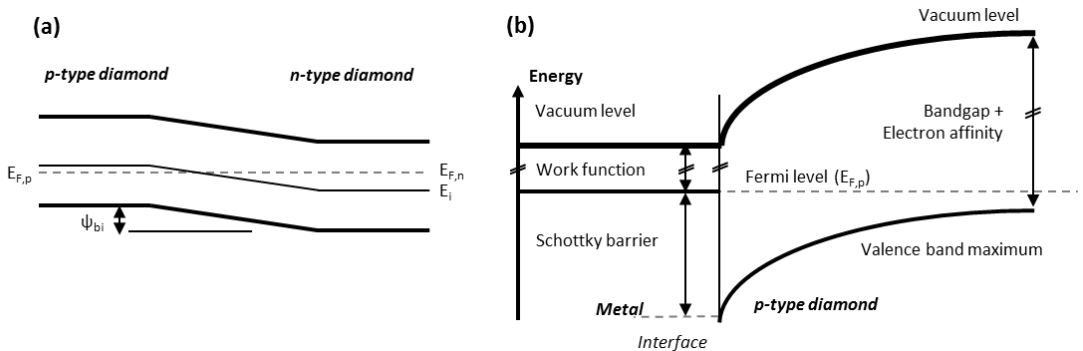 (a)
p-type diamond
n-type diamond
E_F,p
E_F,n
E_i
ψ_bi
(b)
Vacuum level
Energy
Vacuum level
Bandgap +
Electron affinity
Work function
Fermi level (E_F,p)
Schottky barrier
Valence band maximum
Metal
p-type diamond
Interface